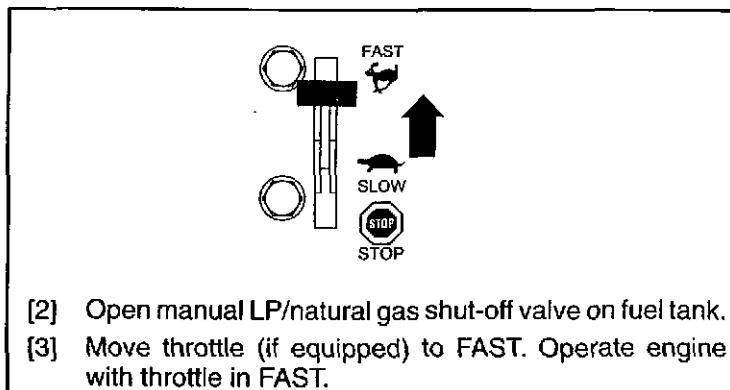 FAST
SLOW
STOP
STOP
[2] Open manual LP/natural gas shut-off valve on fuel tank.
[3] Move throttle (if equipped) to FAST. Operate engine
with throttle in FAST.